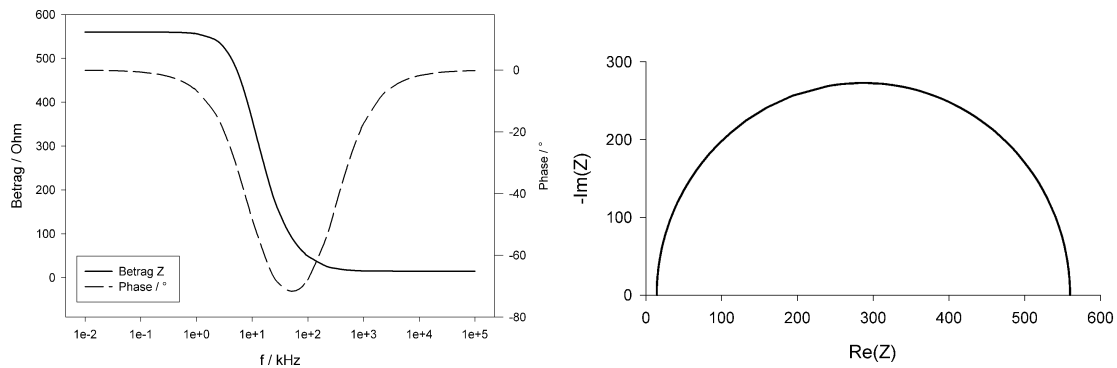 600
500
400
300
200
100
0
Betrag / Ohm
0
-20
-40
-60
-80
Phase / °
Betrag Z
Phase / °
1e-2 1e-1 1e+0 1e+1 1e+2 1e+3 1e+4 1e+5
f / kHz
300
200
100
0
-Im(Z)
0 100 200 300 400 500 600
Re(Z)